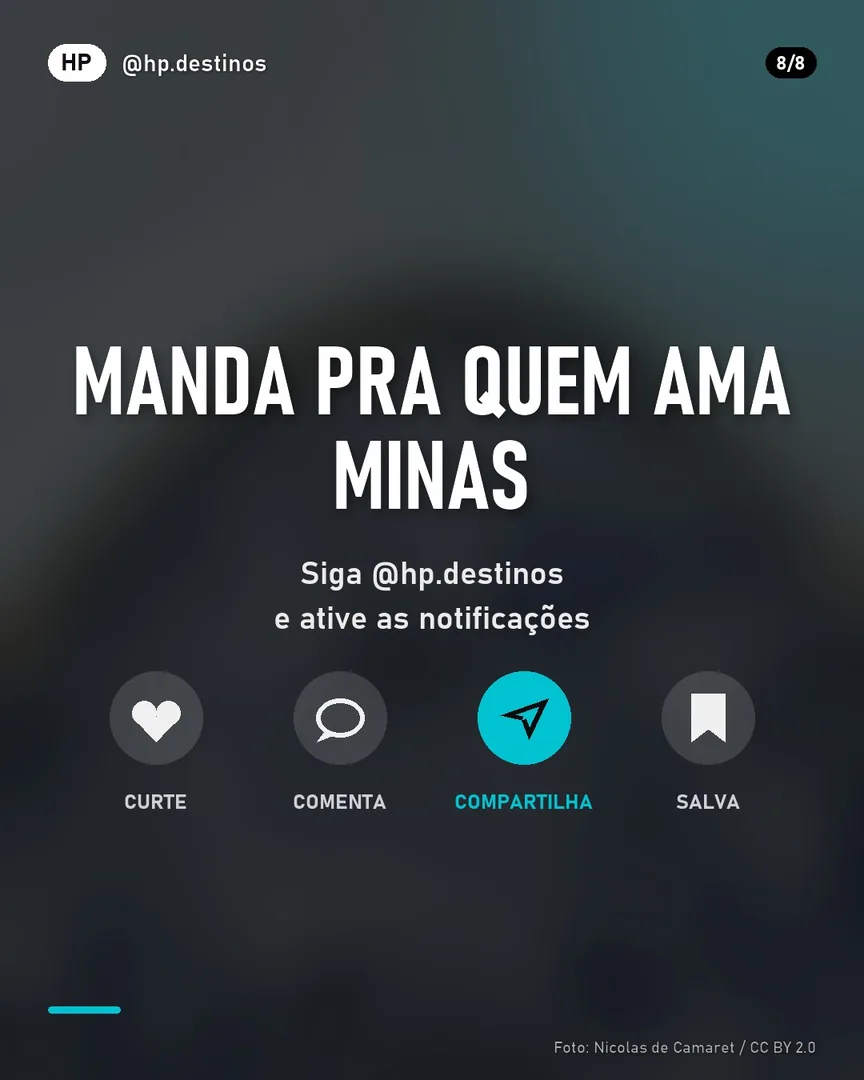 HP @hp.destinos 8/8
MANDA PRA QUEM AMA
MINAS
Siga @hp.destinos
e ative as notificações
CURTE COMENTA COMPARTILHA SALVA
Foto: Nicolas de Camaret / CC BY 2.0